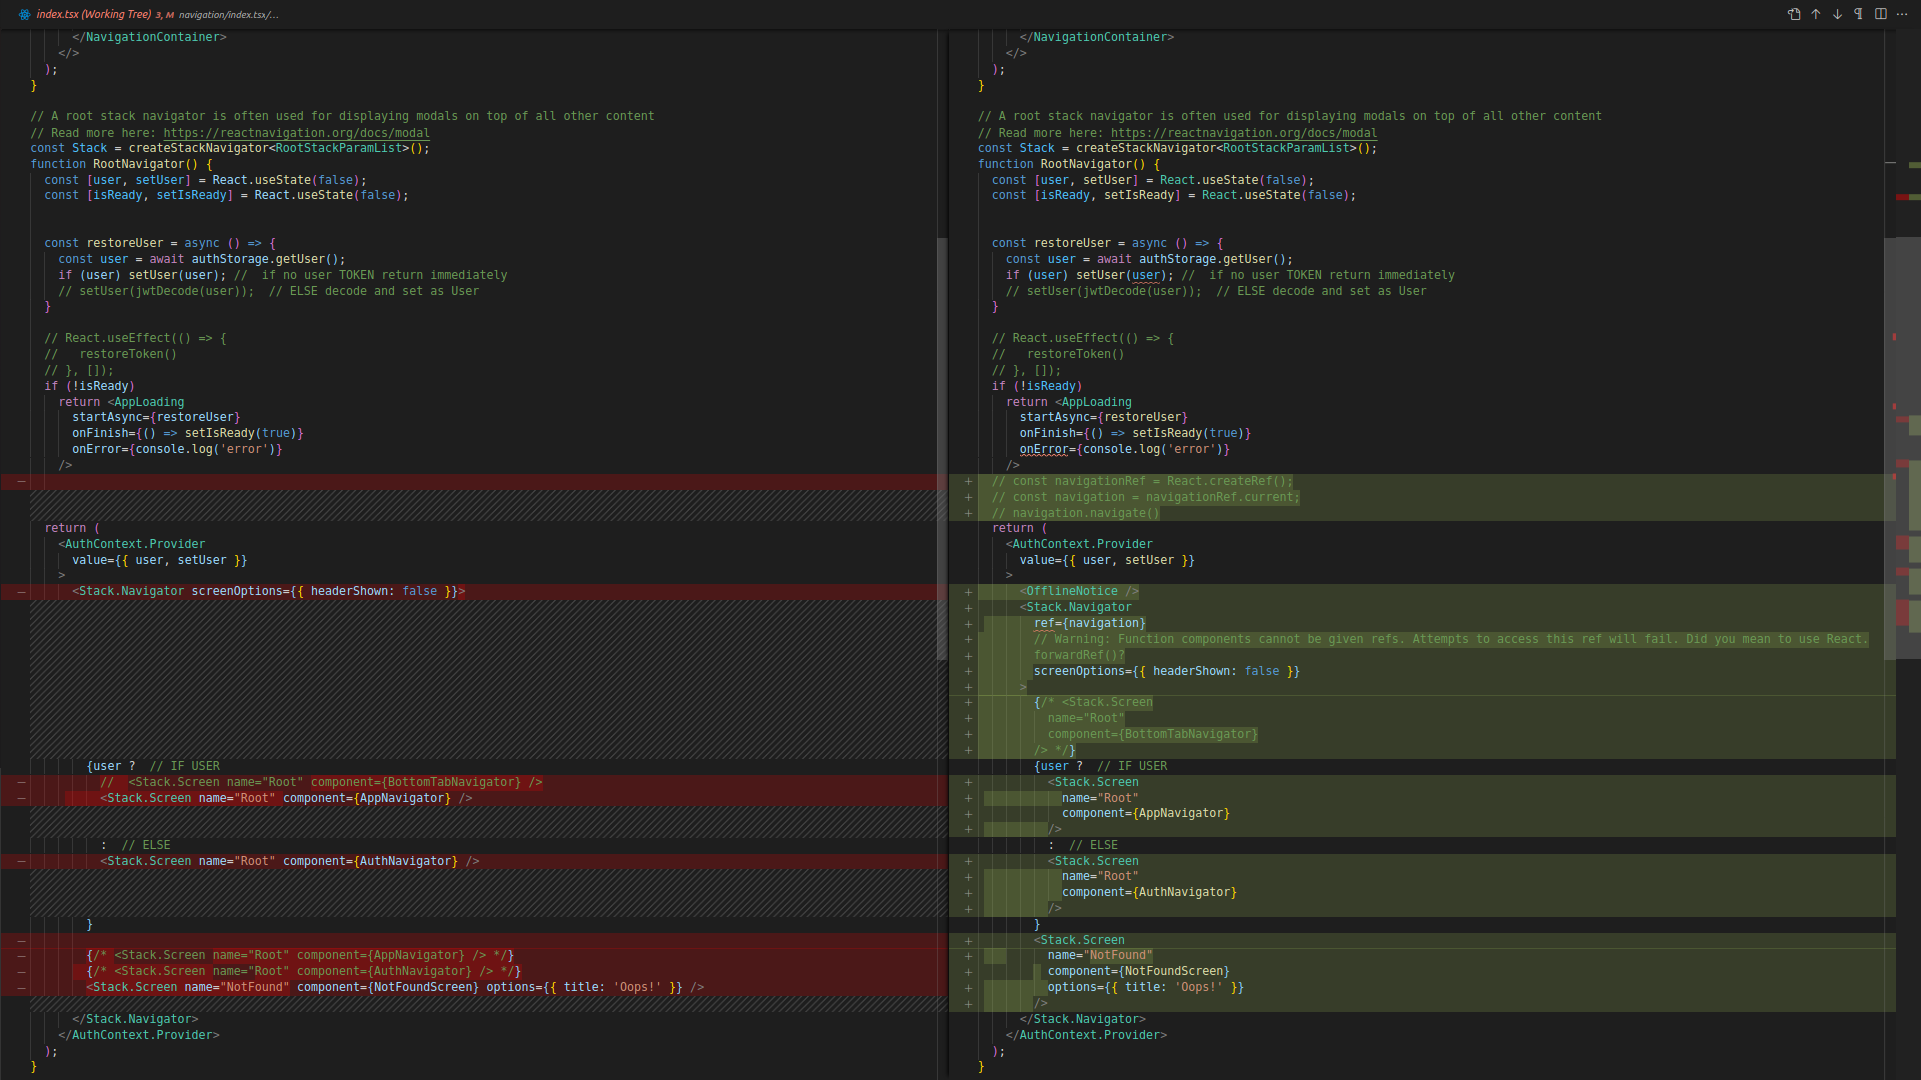 index.tsx (Working Tree) 3, M navigation/index.tsx/...
</NavigationContainer>
</>
);
}
// A root stack navigator is often used for displaying modals on top of all other content
// Read more here: https://reactnavigation.org/docs/modal
const Stack = createStackNavigator<RootStackParamList>();
function RootNavigator() {
const [user, setUser] = React.useState(false);
const [isReady, setIsReady] = React.useState(false);
const restoreUser = async () => {
const user = await authStorage.getUser();
if (user) setUser(user); //  if no user TOKEN return immediately
// setUser(jwtDecode(user));  // ELSE decode and set as User
}
// React.useEffect(() => {
//   restoreToken()
// }, []);
if (!isReady)
return <AppLoading
startAsync={restoreUser}
onFinish={() => setIsReady(true)}
onError={console.log('error')}
/>
return (
<AuthContext.Provider
value={{ user, setUser }}
>
<Stack.Navigator screenOptions={{ headerShown: false }}>
{user ?  // IF USER
//  <Stack.Screen name="Root" component={BottomTabNavigator} />
<Stack.Screen name="Root" component={AppNavigator} />
:  // ELSE
<Stack.Screen name="Root" component={AuthNavigator} />
}
{/* <Stack.Screen name="Root" component={AppNavigator} /> */}
{/* <Stack.Screen name="Root" component={AuthNavigator} /> */}
<Stack.Screen name="NotFound" component={NotFoundScreen} options={{ title: 'Oops!' }} />
</Stack.Navigator>
</AuthContext.Provider>
);
}
</NavigationContainer>
</>
);
}
// A root stack navigator is often used for displaying modals on top of all other content
// Read more here: https://reactnavigation.org/docs/modal
const Stack = createStackNavigator<RootStackParamList>();
function RootNavigator() {
const [user, setUser] = React.useState(false);
const [isReady, setIsReady] = React.useState(false);
const restoreUser = async () => {
const user = await authStorage.getUser();
if (user) setUser(user); //  if no user TOKEN return immediately
// setUser(jwtDecode(user));  // ELSE decode and set as User
}
// React.useEffect(() => {
//   restoreToken()
// }, []);
if (!isReady)
return <AppLoading
startAsync={restoreUser}
onFinish={() => setIsReady(true)}
onError={console.log('error')}
/>
// const navigationRef = React.createRef();
// const navigation = navigationRef.current;
// navigation.navigate()
return (
<AuthContext.Provider
value={{ user, setUser }}
>
<OfflineNotice />
<Stack.Navigator
ref={navigation}
// Warning: Function components cannot be given refs. Attempts to access this ref will fail. Did you mean to use React.
forwardRef()?
screenOptions={{ headerShown: false }}
>
{/* <Stack.Screen
name="Root"
component={BottomTabNavigator}
/> */}
{user ?  // IF USER
<Stack.Screen
name="Root"
component={AppNavigator}
/>
:  // ELSE
<Stack.Screen
name="Root"
component={AuthNavigator}
/>
}
<Stack.Screen
name="NotFound"
component={NotFoundScreen}
options={{ title: 'Oops!' }}
/>
</Stack.Navigator>
</AuthContext.Provider>
);
}